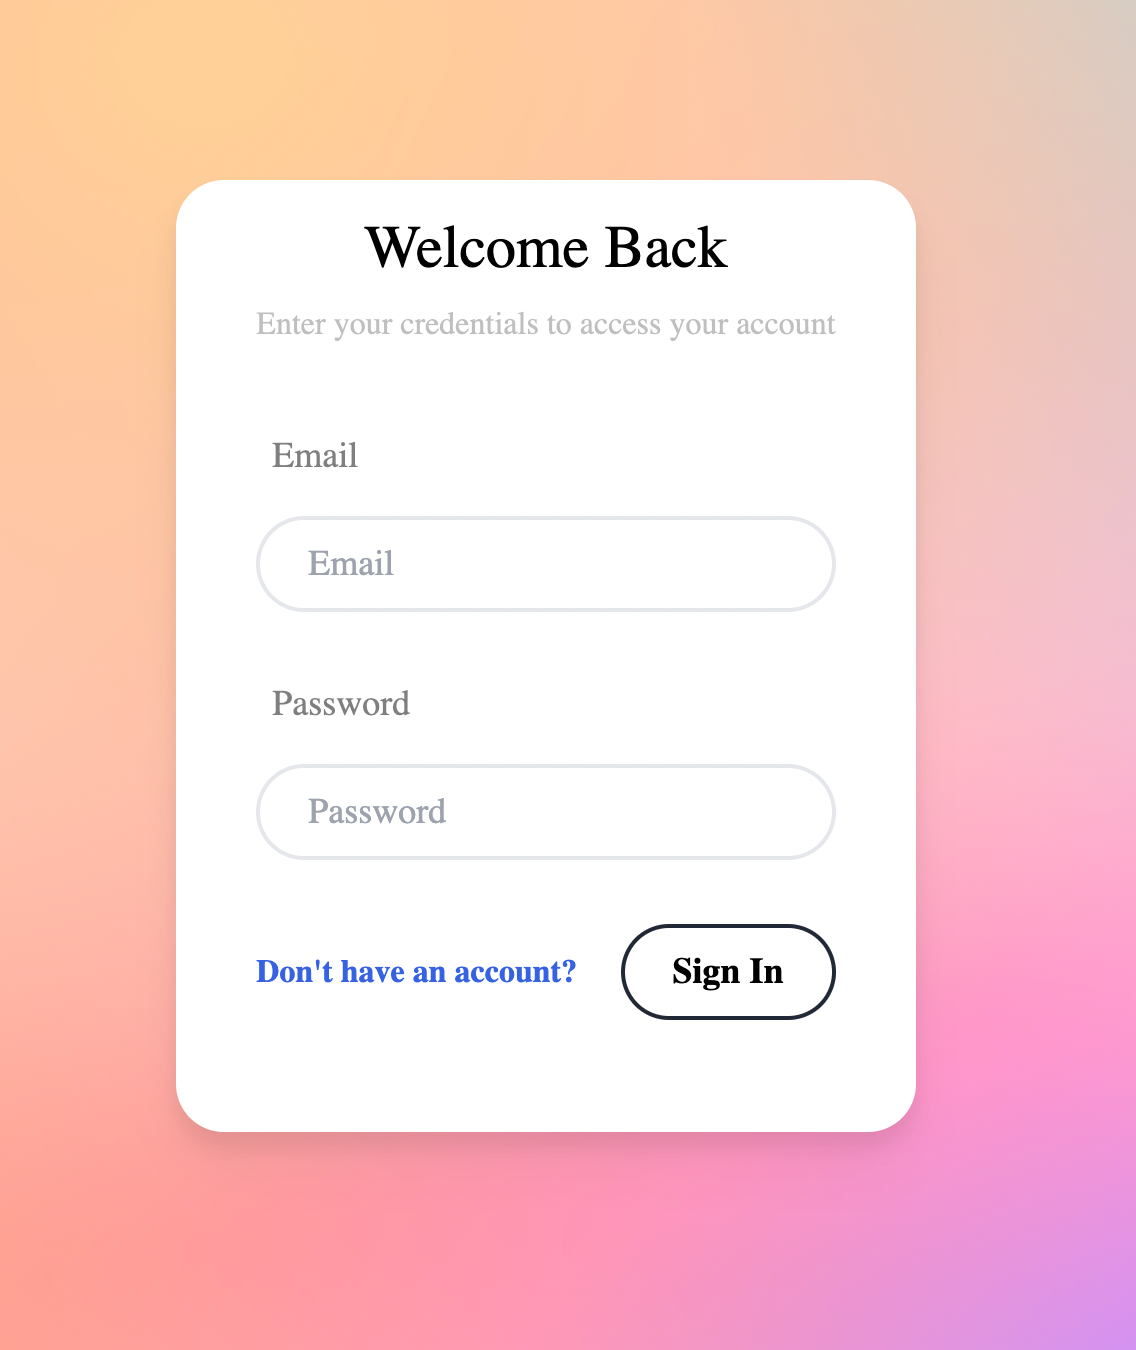 Welcome Back
Enter your credentials to access your account
Email
Email
Password
Password
Don't have an account?
Sign In